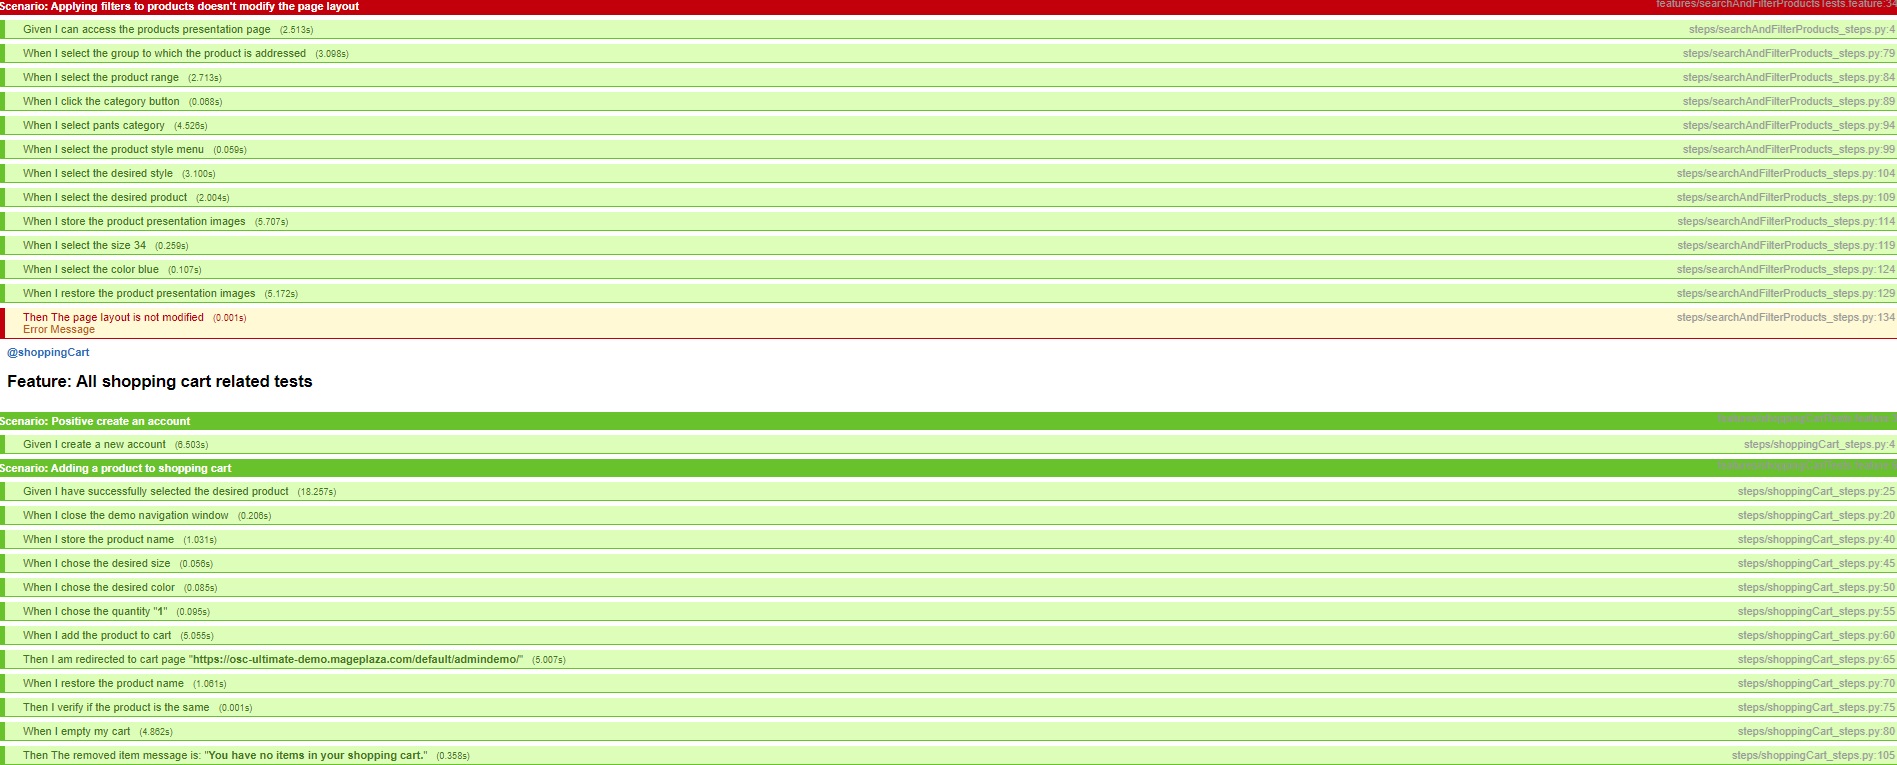 Scenario: Applying filters to products doesn't modify the page layout features/searchAndFilterProductsTests.feature:34
Given I can access the products presentation page (2.513s) steps/searchAndFilterProducts_steps.py:4
When I select the group to which the product is addressed (3.098s) steps/searchAndFilterProducts_steps.py:79
When I select the product range (2.713s) steps/searchAndFilterProducts_steps.py:84
When I click the category button (0.068s) steps/searchAndFilterProducts_steps.py:89
When I select pants category (4.526s) steps/searchAndFilterProducts_steps.py:94
When I select the product style menu (0.059s) steps/searchAndFilterProducts_steps.py:99
When I select the desired style (3.100s) steps/searchAndFilterProducts_steps.py:104
When I select the desired product (2.004s) steps/searchAndFilterProducts_steps.py:109
When I store the product presentation images (5.707s) steps/searchAndFilterProducts_steps.py:114
When I select the size 34 (0.259s) steps/searchAndFilterProducts_steps.py:119
When I select the color blue (0.107s) steps/searchAndFilterProducts_steps.py:124
When I restore the product presentation images (5.172s) steps/searchAndFilterProducts_steps.py:129
Then The page layout is not modified (0.001s) steps/searchAndFilterProducts_steps.py:134
Error Message
@shoppingCart
Feature: All shopping cart related tests
Scenario: Positive create an account
Given I create a new account (6.503s) steps/shoppingCart_steps.py:4
Scenario: Adding a product to shopping cart
Given I have successfully selected the desired product (18.257s) steps/shoppingCart_steps.py:25
When I close the demo navigation window (0.206s) steps/shoppingCart_steps.py:20
When I store the product name (1.031s) steps/shoppingCart_steps.py:40
When I chose the desired size (0.056s) steps/shoppingCart_steps.py:45
When I chose the desired color (0.085s) steps/shoppingCart_steps.py:50
When I chose the quantity "1" (0.095s) steps/shoppingCart_steps.py:55
When I add the product to cart (5.055s) steps/shoppingCart_steps.py:60
Then I am redirected to cart page "https://osc-ultimate-demo.mageplaza.com/default/admindemo/" (5.007s) steps/shoppingCart_steps.py:65
When I restore the product name (1.061s) steps/shoppingCart_steps.py:70
Then I verify if the product is the same (0.001s) steps/shoppingCart_steps.py:75
When I empty my cart (4.862s) steps/shoppingCart_steps.py:80
Then The removed item message is: "You have no items in your shopping cart." (0.358s) steps/shoppingCart_steps.py:105